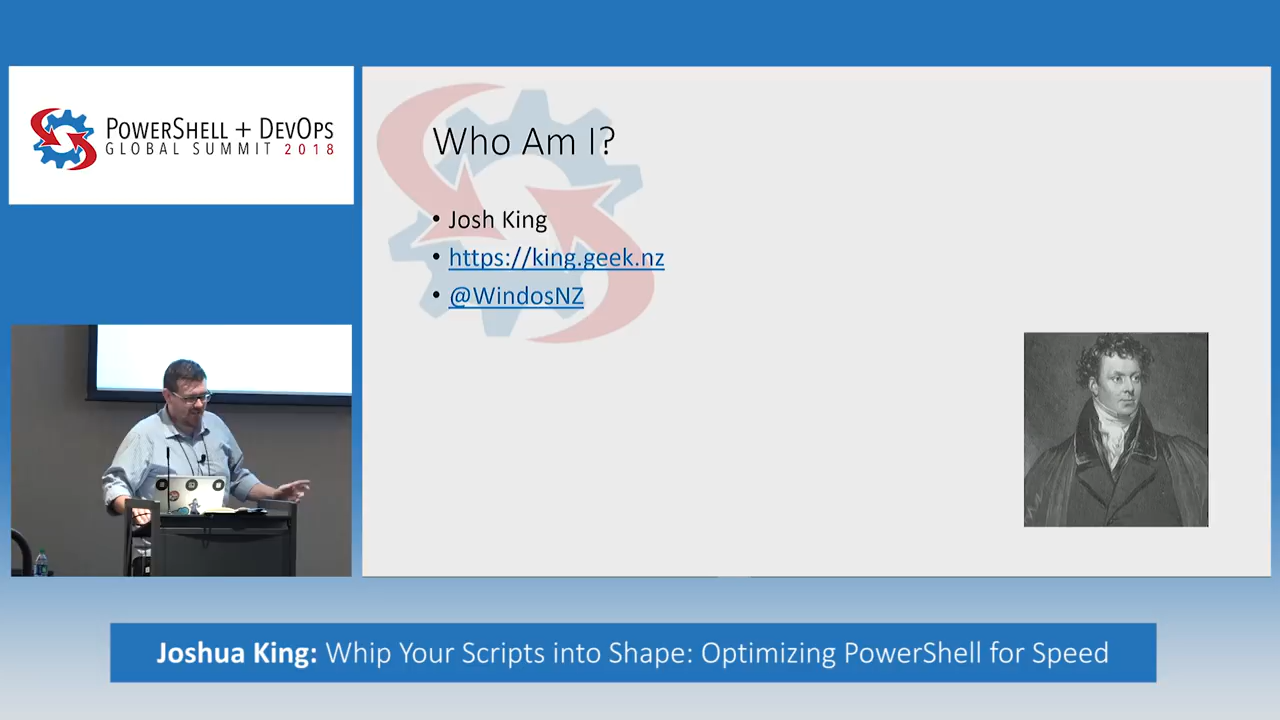 POWERSHELL + DEVOPS
GLOBAL SUMMIT 2018
Who Am I?
• Josh King
• https://king.geek.nz
• @WindosNZ
Joshua King: Whip Your Scripts into Shape: Optimizing PowerShell for Speed